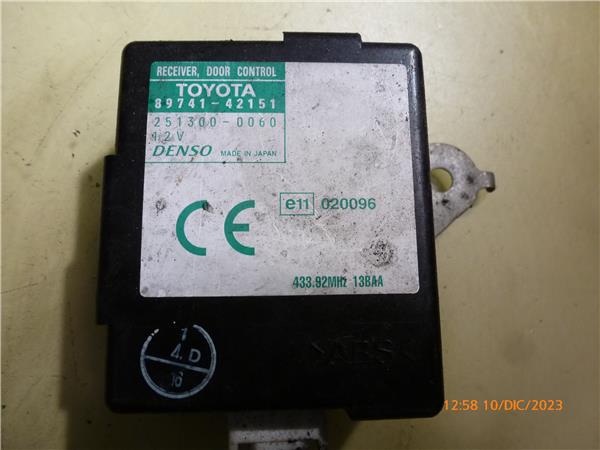 RECEIVER, DOOR CONTROL
TOYOTA
89741-42151
251300-0060
12V
DENSO MADE IN JAPAN
e11 020096
CE
433.92MHz 13BAA
1
4.D
16
>ABS<
12:58 10/DIC/2023